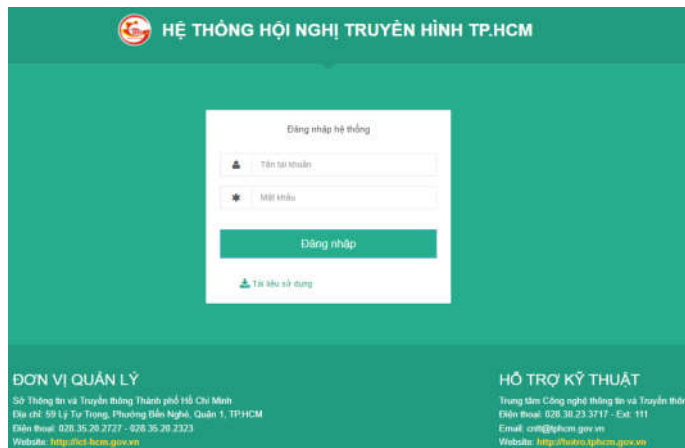 HỆ THỐNG HỘI NGHỊ TRUYỀN HÌNH TP.HCM
Đăng nhập hệ thống
Tên tài khoản
Mật khẩu
Đăng nhập
Tài liệu sử dụng
ĐƠN VỊ QUẢN LÝ
Sở Thông tin và Truyền thông Thành phố Hồ Chí Minh
Địa chỉ: 59 Lý Tự Trọng, Phường Bến Nghé, Quận 1, TP.HCM
Điện thoại: 028.35.20.2727 - 028.35.20.2323
Website: http://ict-hcm.gov.vn
HỖ TRỢ KỸ THUẬT
Trung tâm Công nghệ thông tin và Truyền thôn
Điện thoại: 028.38.23.3717 - Ext: 111
Email: cntt@tphcm.gov.vn
Website: http://hotro.tphcm.gov.vn